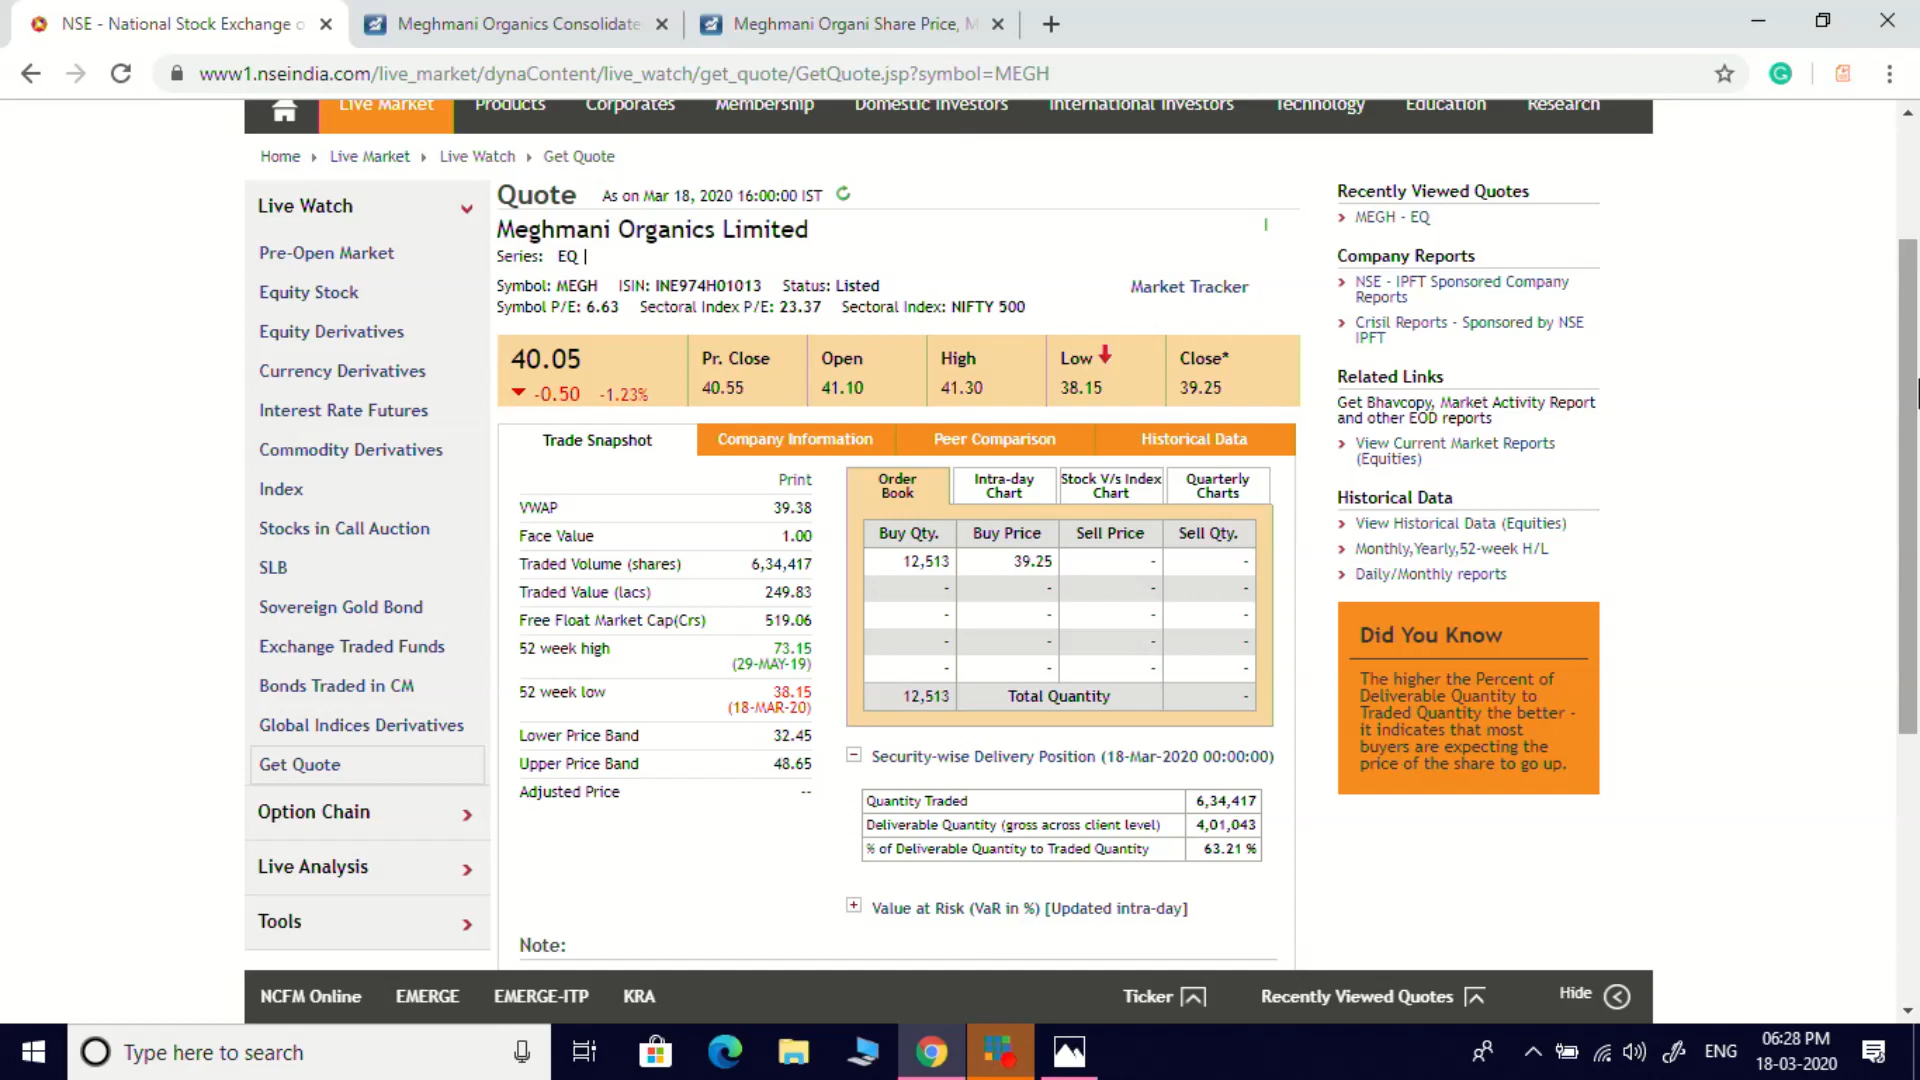 NSE - National Stock Exchange o
Meghmani Organics Consolidate
Meghmani Organi Share Price, M
www1.nseindia.com/live_market/dynaContent/live_watch/get_quote/GetQuote.jsp?symbol=MEGH
Live Market Products Corporates Membership Domestic Investors International Investors Technology Education Research
Home Live Market Live Watch Get Quote
Live Watch
Pre-Open Market
Equity Stock
Equity Derivatives
Currency Derivatives
Interest Rate Futures
Commodity Derivatives
Index
Stocks in Call Auction
SLB
Sovereign Gold Bond
Exchange Traded Funds
Bonds Traded in CM
Global Indices Derivatives
Get Quote
Option Chain
Live Analysis
Tools
Quote As on Mar 18, 2020 16:00:00 IST
Meghmani Organics Limited
Series: EQ |
Symbol: MEGH ISIN: INE974H01013 Status: Listed
Market Tracker
Symbol P/E: 6.63 Sectoral Index P/E: 23.37 Sectoral Index: NIFTY 500
40.05 Pr. Close Open High Low Close*
-0.50 -1.23% 40.55 41.10 41.30 38.15 39.25
Trade Snapshot Company Information Peer Comparison Historical Data
Print
VWAP 39.38
Face Value 1.00
Traded Volume (shares) 6,34,417
Traded Value (lacs) 249.83
Free Float Market Cap(Crs) 519.06
52 week high 73.15
(29-MAY-19)
52 week low 38.15
(18-MAR-20)
Lower Price Band 32.45
Upper Price Band 48.65
Adjusted Price --
Order Book
Intra-day Chart
Stock V/s Index Chart
Quarterly Charts
Buy Qty. Buy Price Sell Price Sell Qty.
12,513 39.25 - -
- - - -
- - - -
- - - -
- - - -
12,513 Total Quantity -
Security-wise Delivery Position (18-Mar-2020 00:00:00)
Quantity Traded 6,34,417
Deliverable Quantity (gross across client level) 4,01,043
% of Deliverable Quantity to Traded Quantity 63.21 %
Value at Risk (VaR in %) [Updated intra-day]
Note:
Recently Viewed Quotes
MEGH - EQ
Company Reports
NSE - IPFT Sponsored Company
Reports
Crisil Reports - Sponsored by NSE
IPFT
Related Links
Get Bhavcopy, Market Activity Report
and other EOD reports
View Current Market Reports
(Equities)
Historical Data
View Historical Data (Equities)
Monthly,Yearly,52-week H/L
Daily/Monthly reports
Did You Know
The higher the Percent of
Deliverable Quantity to
Traded Quantity the better -
it indicates that most
buyers are expecting the
price of the share to go up.
NCFM Online EMERGE EMERGE-ITP KRA Ticker Recently Viewed Quotes Hide
Type here to search
ENG
06:28 PM
18-03-2020